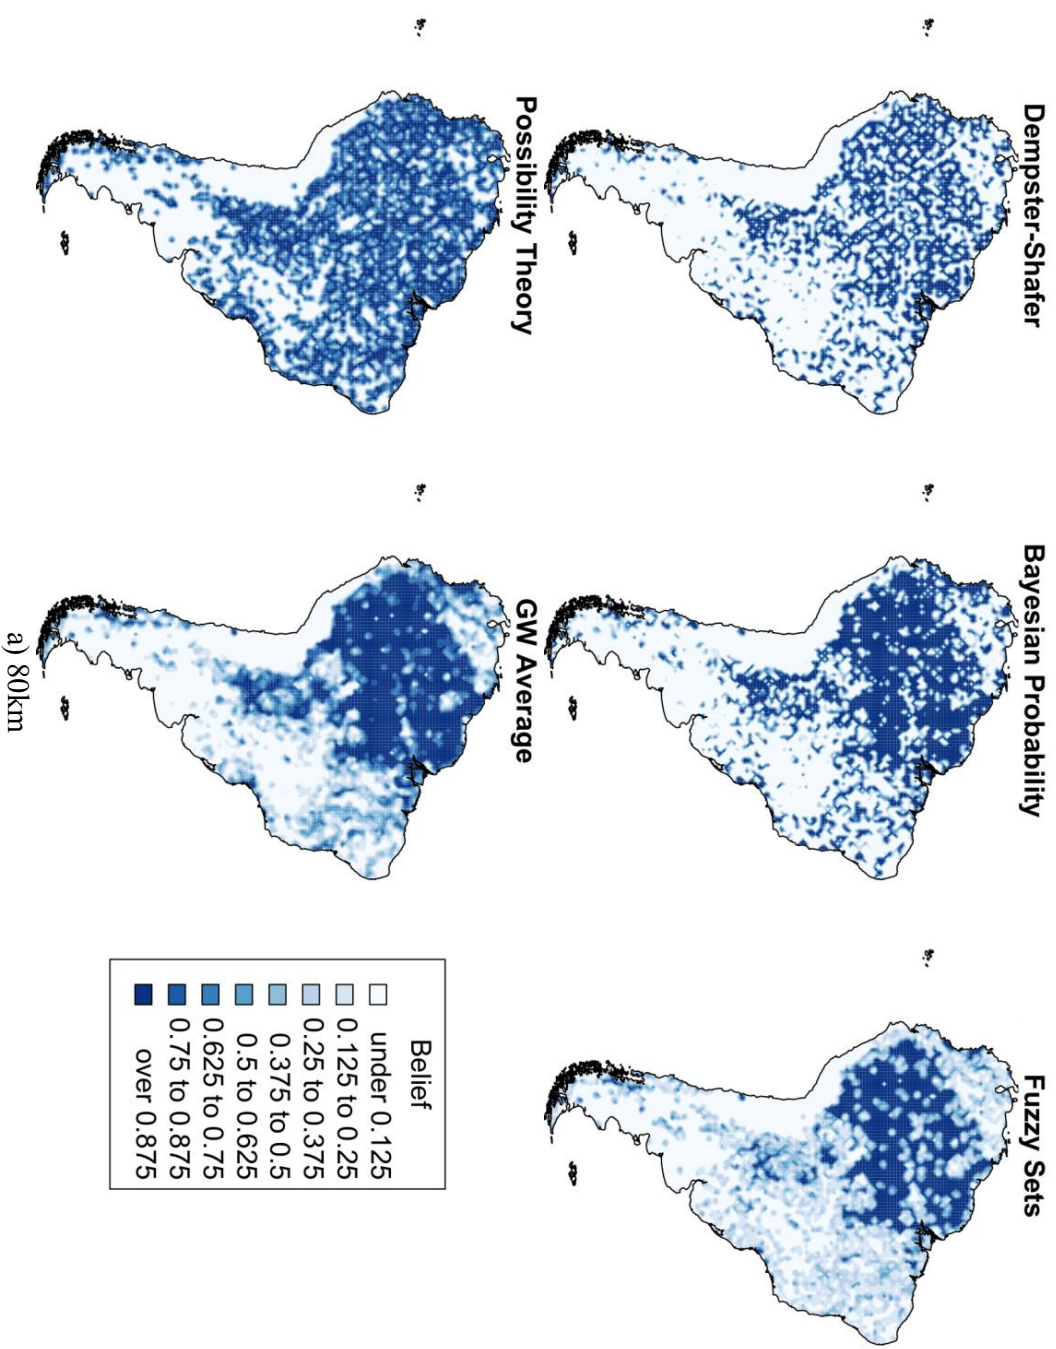 Dempster-Shafer
Bayesian Probability
Fuzzy Sets
Possibility Theory
GW Average
Belief
under 0.125
0.125 to 0.25
0.25 to 0.375
0.375 to 0.5
0.5 to 0.625
0.625 to 0.75
0.75 to 0.875
over 0.875
a) 80km